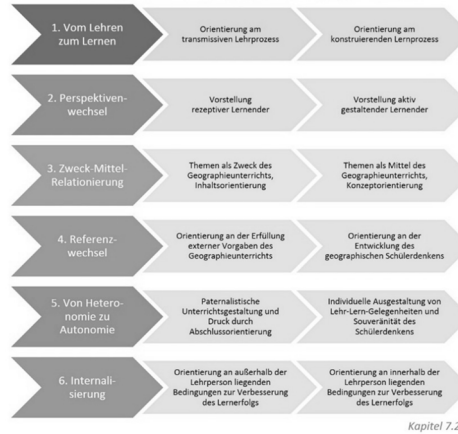 1. Vom Lehren
zum Lernen
Orientierung am
transmissiven Lehrprozess
Orientierung am
konstruierenden Lernprozess
2. Perspektiven-
wechsel
Vorstellung
rezeptiver Lernender
Vorstellung aktiv
gestaltender Lernender
3. Zweck-Mittel-
Relationierung
Themen als Zweck des
Geographieunterrichts,
Inhaltsorientierung
Themen als Mittel des
Geographieunterrichts,
Konzeptorientierung
4. Referenz-
wechsel
Orientierung an der Erfüllung
externer Vorgaben des
Geographieunterrichts
Orientierung an der
Entwicklung des
geographischen Schülerdenkens
5. Von Hetero-
nomie zu
Autonomie
Paternalistische
Unterrichtsgestaltung und
Druck durch
Abschlussorientierung
Individuelle Ausgestaltung von
Lehr-Lern-Gelegenheiten und
Souveränität des
Schülerdenkens
6. Internali-
sierung
Orientierung an außerhalb der
Lehrperson liegenden
Bedingungen zur Verbesserung
des Lernerfolgs
Orientierung an innerhalb der
Lehrperson liegenden
Bedingungen zur Verbesserung
des Lernerfolgs
Kapitel 7.2